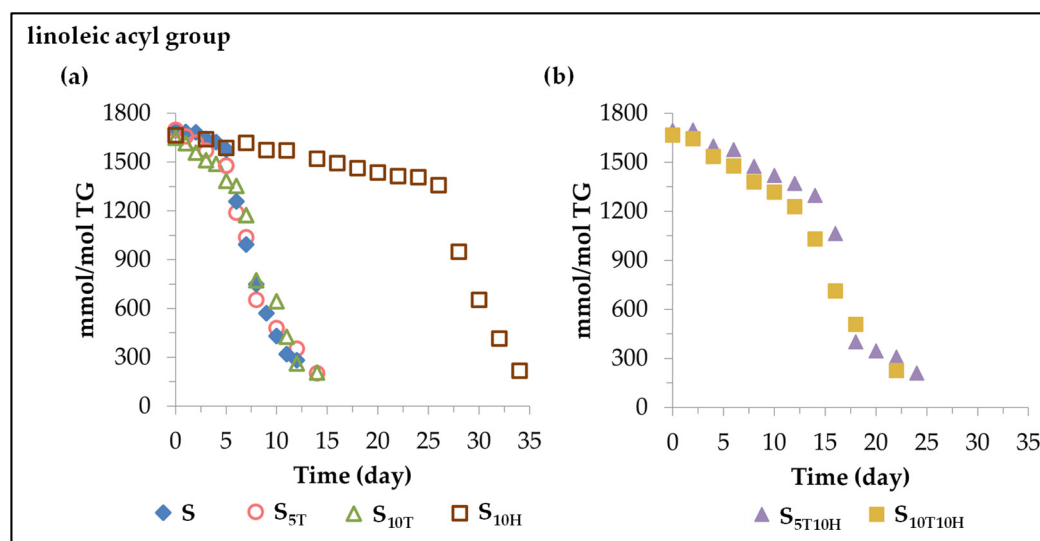 linoleic acyl group
(a)
mmol/mol TG
1800
1500
1200
900
600
300
0
0 5 10 15 20 25 30 35
Time (day)
S S5T S10T S10H
(b)
mmol/mol TG
1800
1500
1200
900
600
300
0
0 5 10 15 20 25 30 35
Time (day)
S5T10H S10T10H